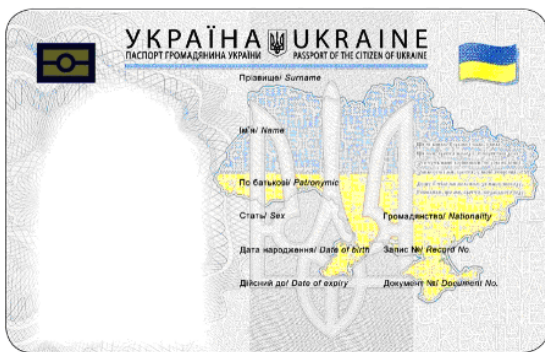 УКРАЇНА UKRAINE
ПАСПОРТ ГРОМАДЯНИНА УКРАЇНИ PASSPORT OF THE CITIZEN OF UKRAINE
Прізвище/ Surname
Ім'я/ Name
По батькові/ Patronymic
Стать/ Sex Громадянство/ Nationality
Дата народження/ Date of birth Запис №/ Record No.
Дійсний до/ Date of expiry Документ №/ Document No.